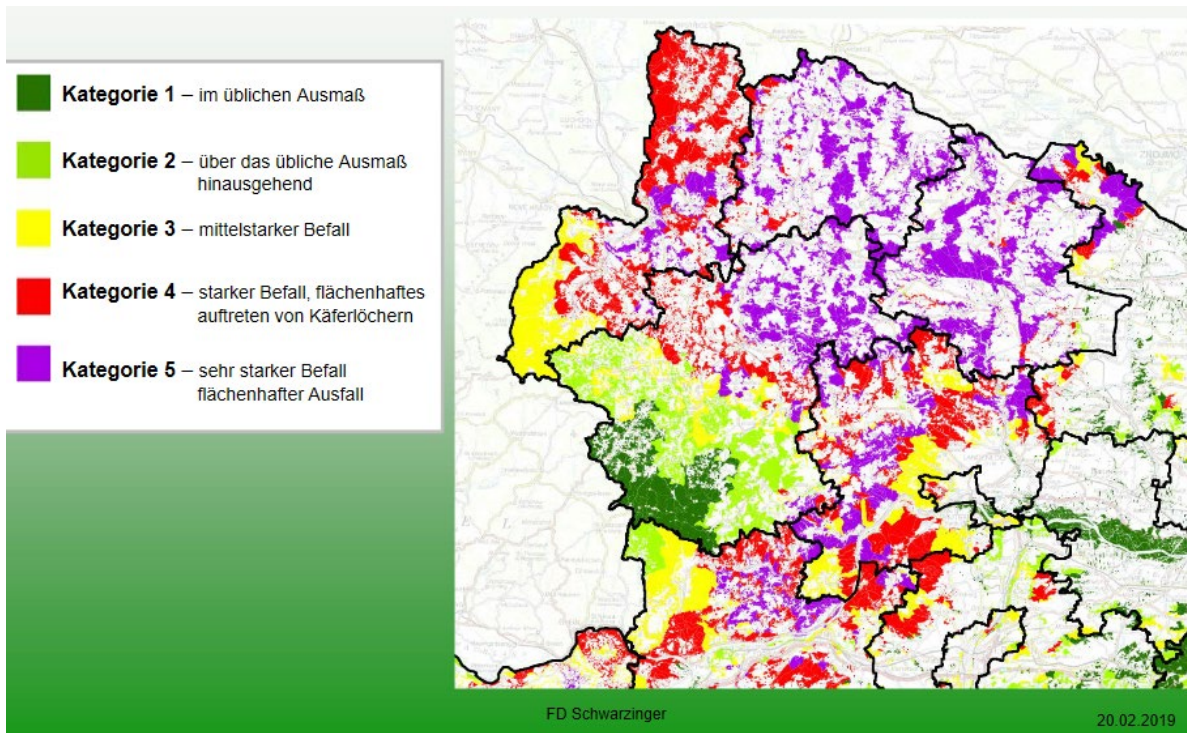 Kategorie 1 – im üblichen Ausmaß
Kategorie 2 – über das übliche Ausmaß
hinausgehend
Kategorie 3 – mittelstarker Befall
Kategorie 4 – starker Befall, flächenhaftes
auftreten von Käferlöchern
Kategorie 5 – sehr starker Befall
flächenhafter Ausfall
FD Schwarzinger
20.02.2019